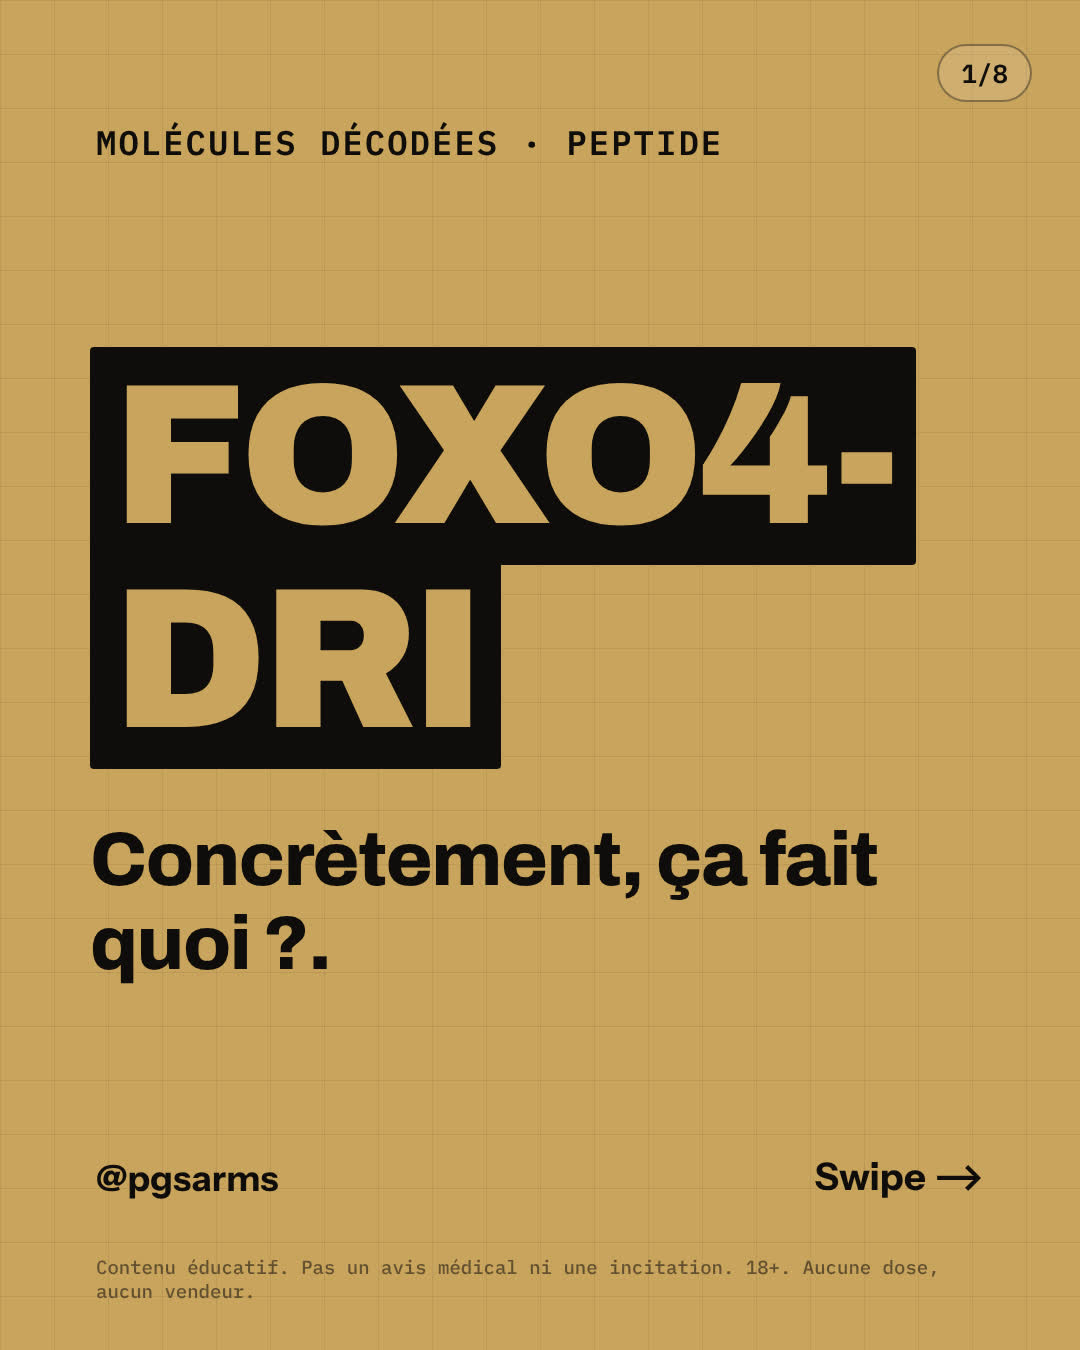 1/8
MOLÉCULES DÉCODÉES · PEPTIDE
FOXO4-
DRI
Concrètement, ça fait
quoi ?.
@pgsarms
Swipe →
Contenu éducatif. Pas un avis médical ni une incitation. 18+. Aucune dose,
aucun vendeur.